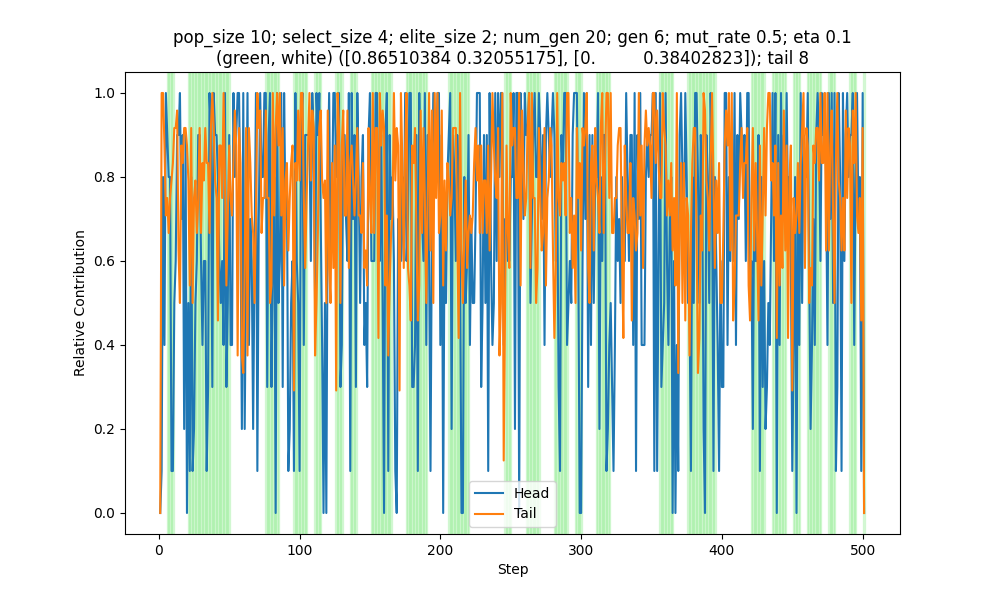 pop_size 10; select_size 4; elite_size 2; num_gen 20; gen 6; mut_rate 0.5; eta 0.1
(green, white) ([0.86510384 0.32055175], [0. 0.38402823]); tail 8
1.0
0.8
0.6
0.4
0.2
0.0
Relative Contribution
Head
Tail
0 100 200 300 400 500
Step